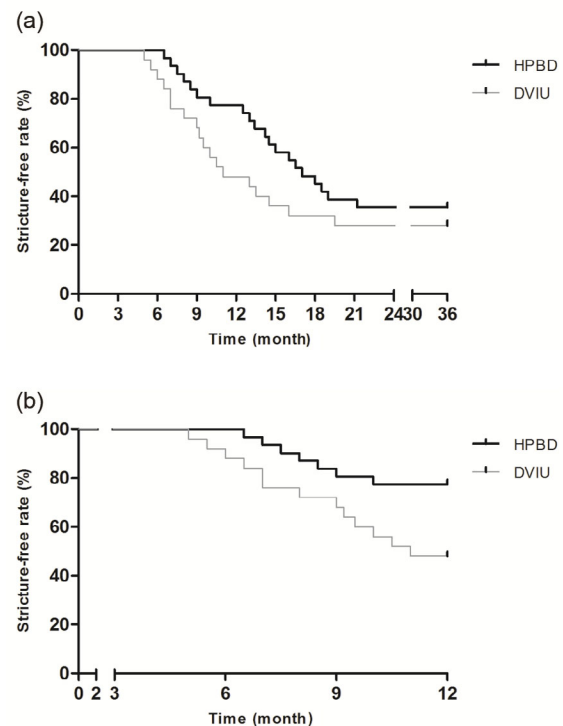 (a)
Stricture-free rate (%)
100
80
60
40
20
0
0 3 6 9 12 15 18 21 24 30 36
Time (month)
HPBD
DVIU
(b)
Stricture-free rate (%)
100
80
60
40
20
0
0 2 3 6 9 12
Time (month)
HPBD
DVIU